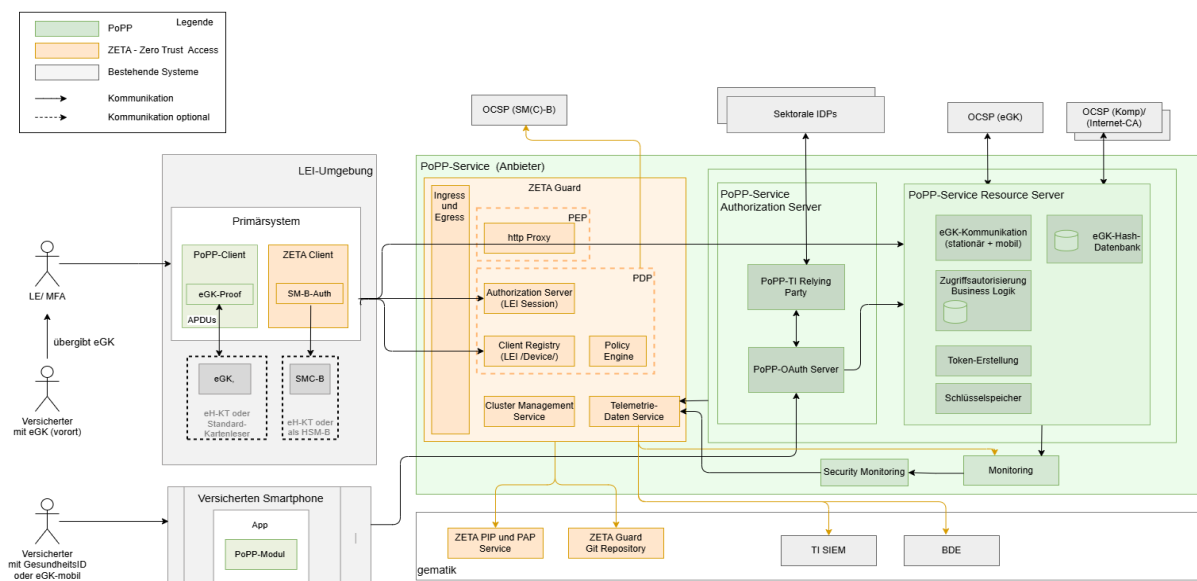 Legende
PoPP
ZETA - Zero Trust Access
Bestehende Systeme
Kommunikation
Kommunikation optional
OCSP (SM(C)-B)
Sektorale IDPs
OCSP (eGK)
OCSP (Komp)/
(Internet-CA)
LEI-Umgebung
Primärsystem
PoPP-Client
eGK-Proof
APDUs
ZETA Client
SM-B-Auth
eGK,
eH-KT oder
Standard-
Kartenleser
SMC-B
eH-KT oder
als HSM-B
LE/ MFA
übergibt eGK
Versicherter
mit eGK (vorort)
Versicherter
mit GesundheitsID
oder eGK-mobil
Versicherten Smartphone
App
PoPP-Modul
PoPP-Service (Anbieter)
ZETA Guard
Ingress
und
Egress
PEP
http Proxy
PDP
Authorization Server
(LEI Session)
Client Registry
(LEI /Device/)
Policy
Engine
Cluster Management
Service
Telemetrie-
Daten Service
PoPP-Service
Authorization Server
PoPP-TI Relying
Party
PoPP-OAuth Server
PoPP-Service Resource Server
eGK-Kommunikation
(stationär + mobil)
eGK-Hash-
Datenbank
Zugriffsautorisierung
Business Logik
Token-Erstellung
Schlüsselspeicher
Security Monitoring
Monitoring
ZETA PIP und PAP
Service
ZETA Guard
Git Repository
TI SIEM
BDE
gematik